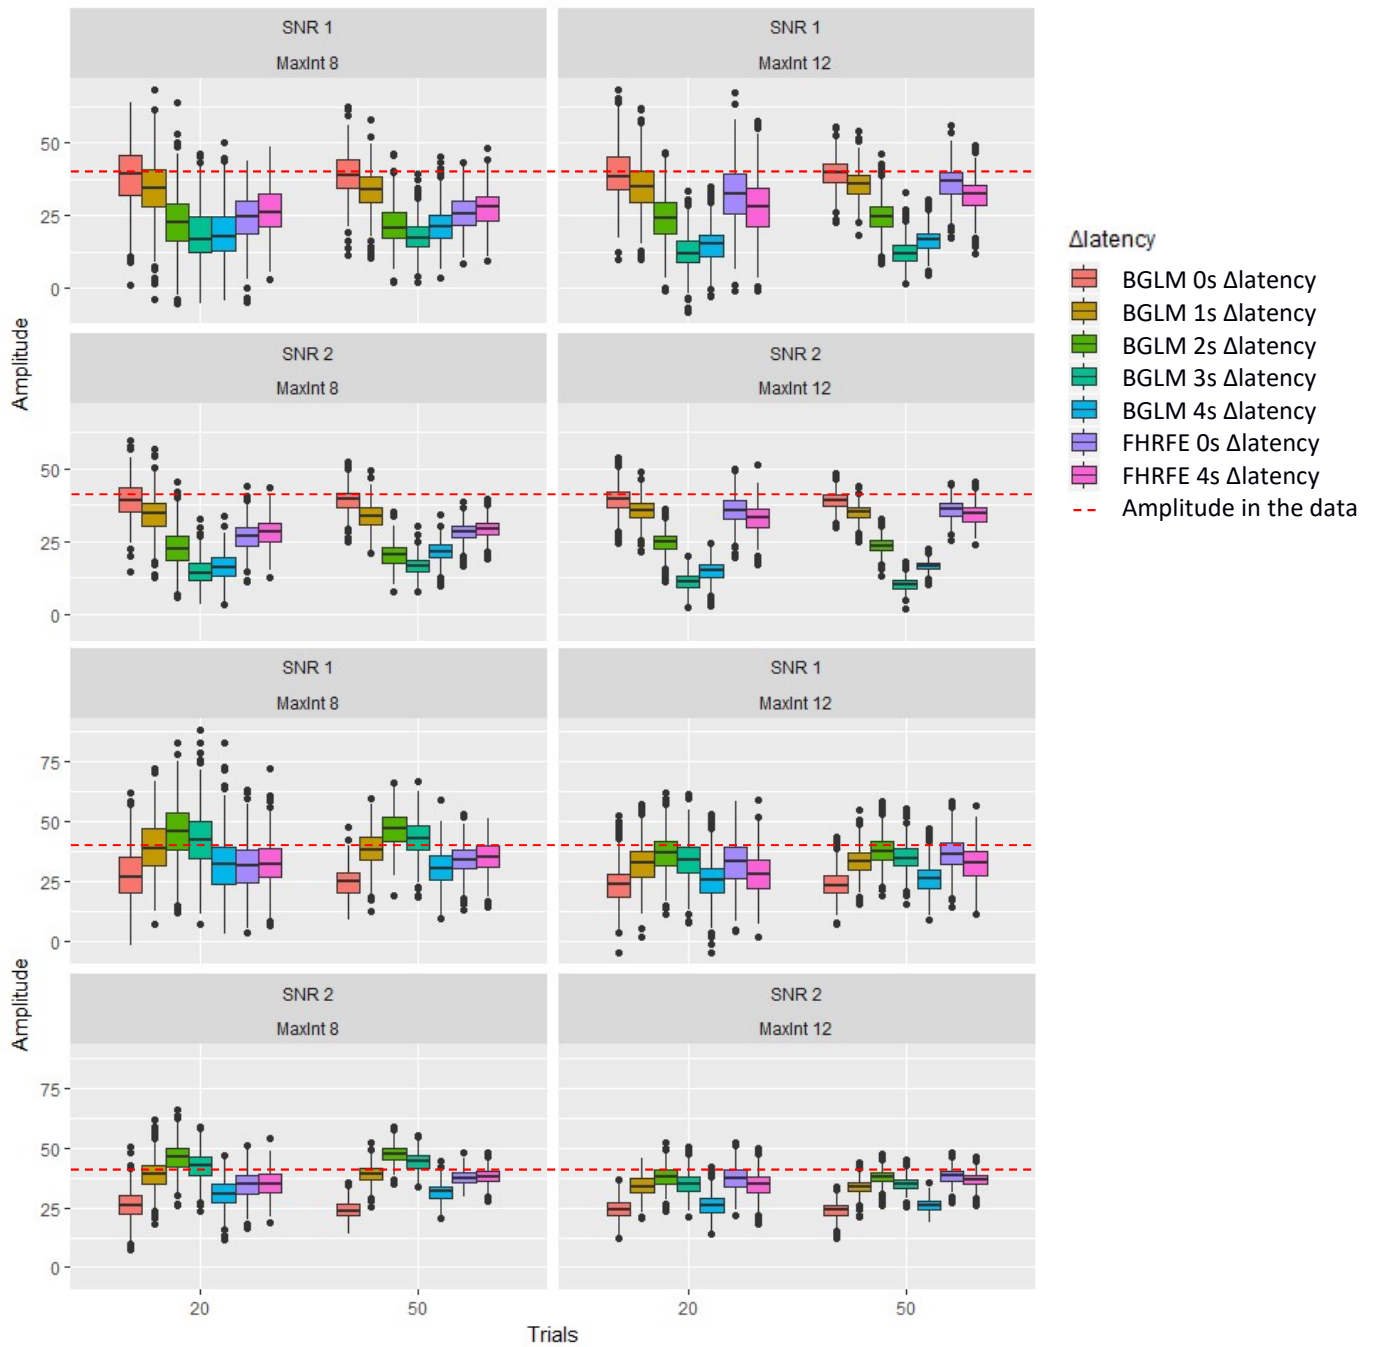 SNR 1
MaxInt 8
SNR 1
MaxInt 12
50
25
0
SNR 2
MaxInt 8
SNR 2
MaxInt 12
50
25
0
Amplitude
SNR 1
MaxInt 8
SNR 1
MaxInt 12
75
50
25
0
SNR 2
MaxInt 8
SNR 2
MaxInt 12
75
50
25
0
Amplitude
20
50
20
50
Trials
Δlatency
BGLM 0s Δlatency
BGLM 1s Δlatency
BGLM 2s Δlatency
BGLM 3s Δlatency
BGLM 4s Δlatency
FHRFE 0s Δlatency
FHRFE 4s Δlatency
Amplitude in the data